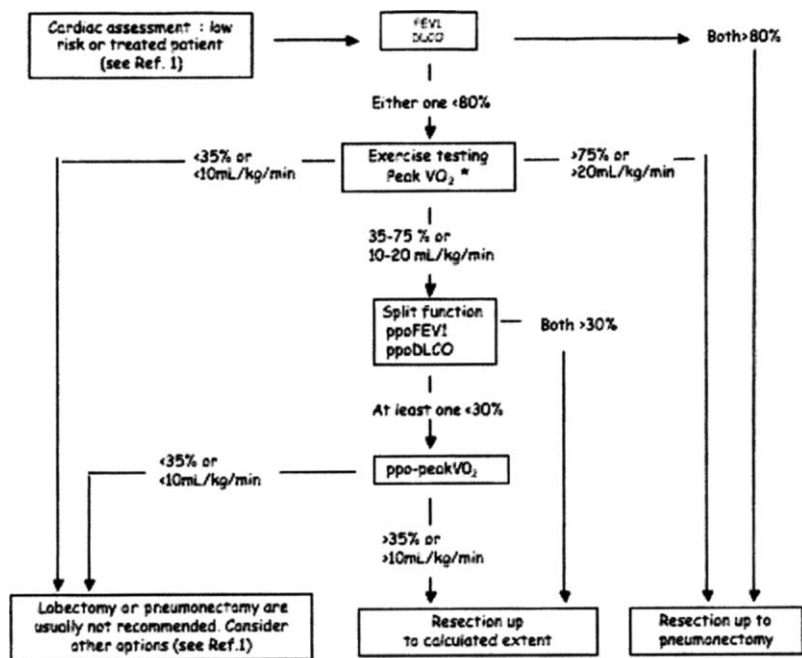 Cardiac assessment : low
risk or treated patient
(see Ref. 1)
FEV1
DLCO
Both>80%
Either one <80%
<35% or
<10mL/kg/min
Exercise testing
Peak VO₂ *
>75% or
>20mL/kg/min
35-75 % or
10-20 mL/kg/min
Split function
ppoFEV1
ppoDLCO
Both >30%
At least one <30%
<35% or
<10mL/kg/min
ppo-peakVO₂
>35% or
>10mL/kg/min
Lobectomy or pneumonectomy are
usually not recommended. Consider
other options (see Ref.1)
Resection up
to calculated extent
Resection up to
pneumonectomy